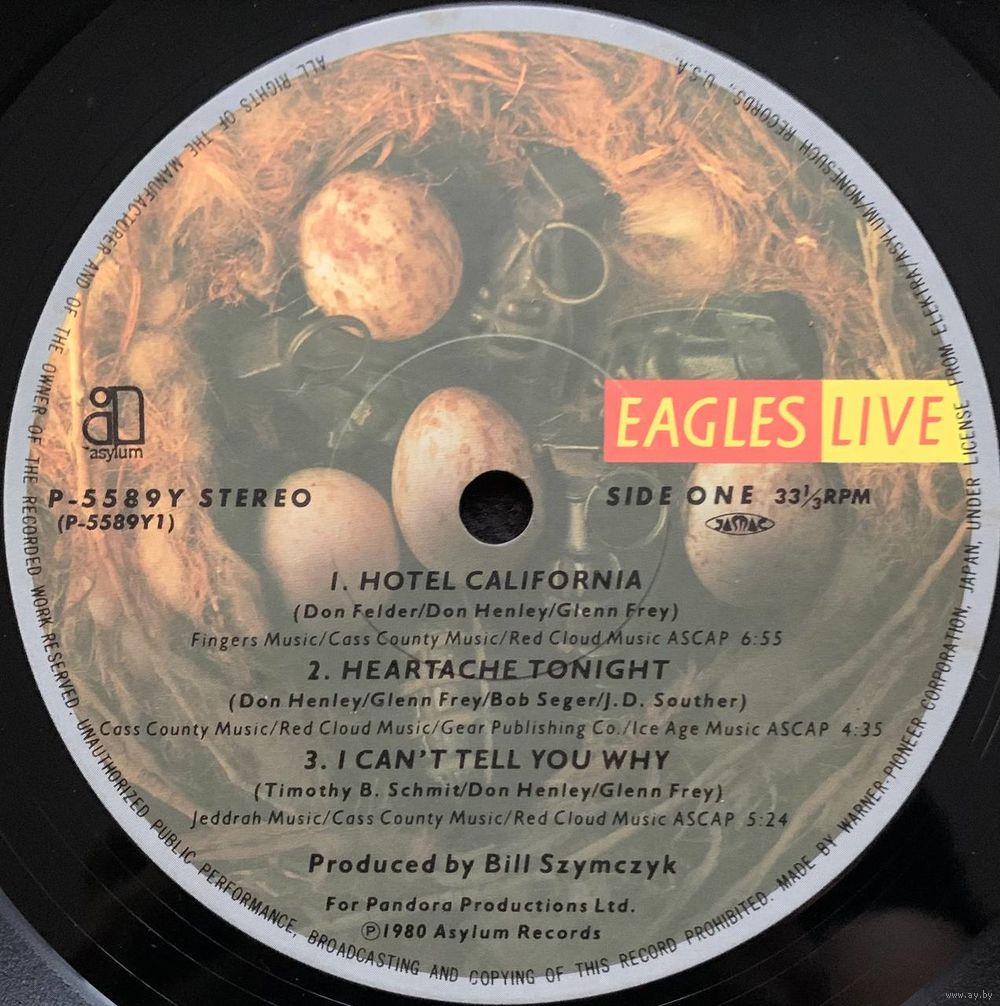 ALL RIGHTS OF THE MANUFACTURER AND OF THE OWNER OF THE RECORDED WORK RESERVED. UNAUTHORIZED PUBLIC PERFORMANCE, BROADCASTING AND COPYING OF THIS RECORD PROHIBITED. MADE BY WARNER-PIONEER CORPORATION, JAPAN, UNDER LICENSE FROM ELEKTRA/ASYLUM/NONESUCH RECORDS, U.S.A.
asylum
EAGLES LIVE
P-5589Y STEREO
(P-5589Y1)
SIDE ONE 33⅓RPM
JASRAC
1. HOTEL CALIFORNIA
(Don Felder/Don Henley/Glenn Frey)
Fingers Music/Cass County Music/Red Cloud Music ASCAP 6:55
2. HEARTACHE TONIGHT
(Don Henley/Glenn Frey/Bob Seger/J.D. Souther)
Cass County Music/Red Cloud Music/Gear Publishing Co./Ice Age Music ASCAP 4:35
3. I CAN'T TELL YOU WHY
(Timothy B. Schmit/Don Henley/Glenn Frey)
Jeddrah Music/Cass County Music/Red Cloud Music ASCAP 5:24
Produced by Bill Szymczyk
For Pandora Productions Ltd.
Ⓟ1980 Asylum Records
www.ay.by